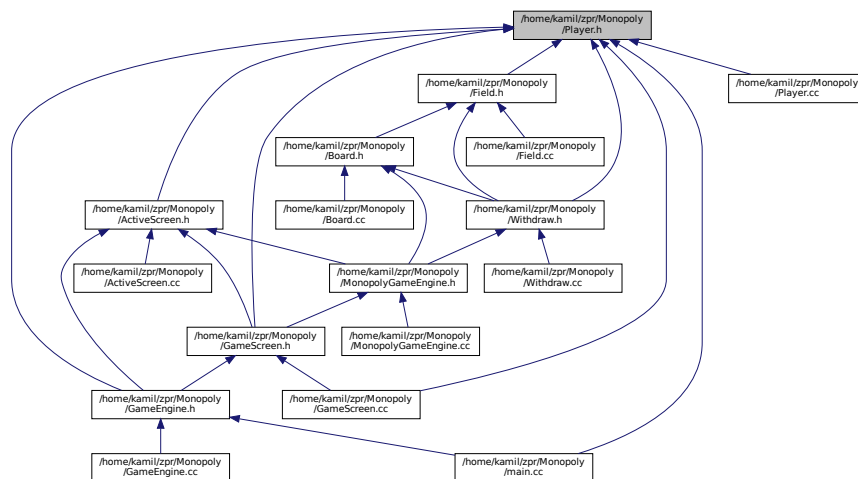 /home/kamil/zpr/Monopoly
/Player.h
/home/kamil/zpr/Monopoly
/Field.h
/home/kamil/zpr/Monopoly
/Player.cc
/home/kamil/zpr/Monopoly
/Board.h
/home/kamil/zpr/Monopoly
/Field.cc
/home/kamil/zpr/Monopoly
/ActiveScreen.h
/home/kamil/zpr/Monopoly
/Board.cc
/home/kamil/zpr/Monopoly
/Withdraw.h
/home/kamil/zpr/Monopoly
/ActiveScreen.cc
/home/kamil/zpr/Monopoly
/MonopolyGameEngine.h
/home/kamil/zpr/Monopoly
/Withdraw.cc
/home/kamil/zpr/Monopoly
/GameScreen.h
/home/kamil/zpr/Monopoly
/MonopolyGameEngine.cc
/home/kamil/zpr/Monopoly
/GameEngine.h
/home/kamil/zpr/Monopoly
/GameScreen.cc
/home/kamil/zpr/Monopoly
/GameEngine.cc
/home/kamil/zpr/Monopoly
/main.cc